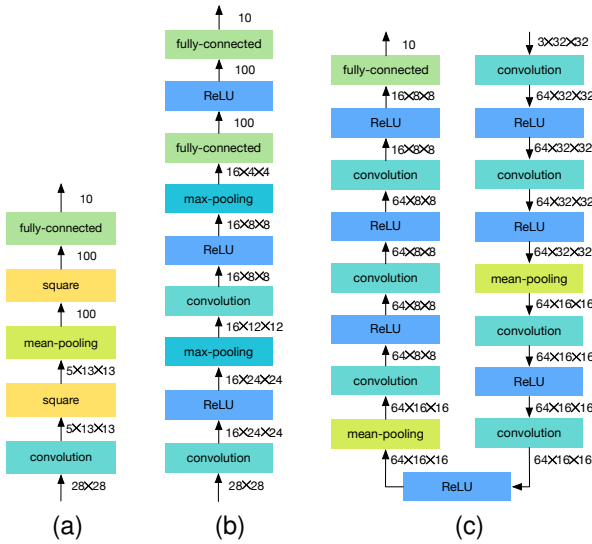 10
fully-connected
100
square
100
mean-pooling
5×13×13
square
5×13×13
convolution
28×28
(a)
10
fully-connected
100
ReLU
100
fully-connected
16×4×4
max-pooling
16×8×8
ReLU
16×8×8
convolution
16×12×12
max-pooling
16×24×24
ReLU
16×24×24
convolution
28×28
(b)
10
fully-connected
16×8×8
ReLU
16×8×8
convolution
64×8×8
ReLU
64×8×8
convolution
64×8×8
ReLU
64×8×8
convolution
64×16×16
mean-pooling
64×16×16
3×32×32
convolution
64×32×32
ReLU
64×32×32
convolution
64×32×32
ReLU
64×32×32
mean-pooling
64×16×16
convolution
64×16×16
ReLU
64×16×16
convolution
64×16×16
ReLU
(c)